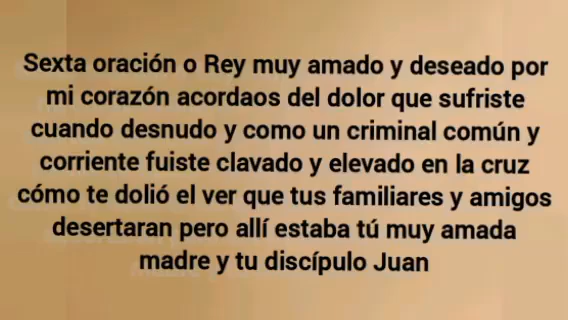 Sexta oración o Rey muy amado y deseado por
mi corazón acordaos del dolor que sufriste
cuando desnudo y como un criminal común y
corriente fuiste clavado y elevado en la cruz
cómo te dolió el ver que tus familiares y amigos
desertaran pero allí estaba tú muy amada
madre y tu discípulo Juan